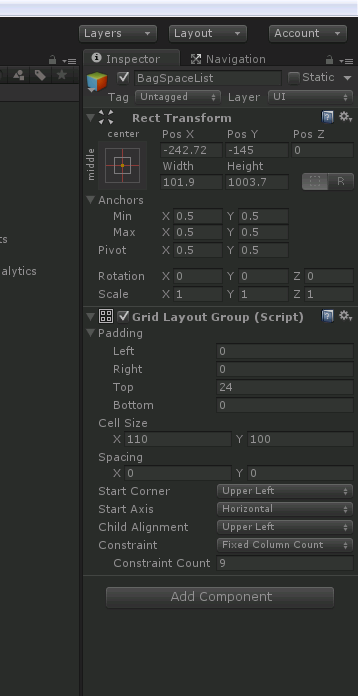 Layers Layout Account
Inspector Navigation
BagSpaceList Static
Tag Untagged Layer UI
Rect Transform
center Pos X Pos Y Pos Z
middle -242.72 -145 0
Width Height
101.9 1003.7 R
Anchors
Min X 0.5 Y 0.5
Max X 0.5 Y 0.5
ts
Pivot X 0.5 Y 0.5
alytics
Rotation X 0 Y 0 Z 0
Scale X 1 Y 1 Z 1
Grid Layout Group (Script)
Padding
Left 0
Right 0
Top 24
Bottom 0
Cell Size
X 110 Y 100
Spacing
X 0 Y 0
Start Corner Upper Left
Start Axis Horizontal
Child Alignment Upper Left
Constraint Fixed Column Count
Constraint Count 9
Add Component